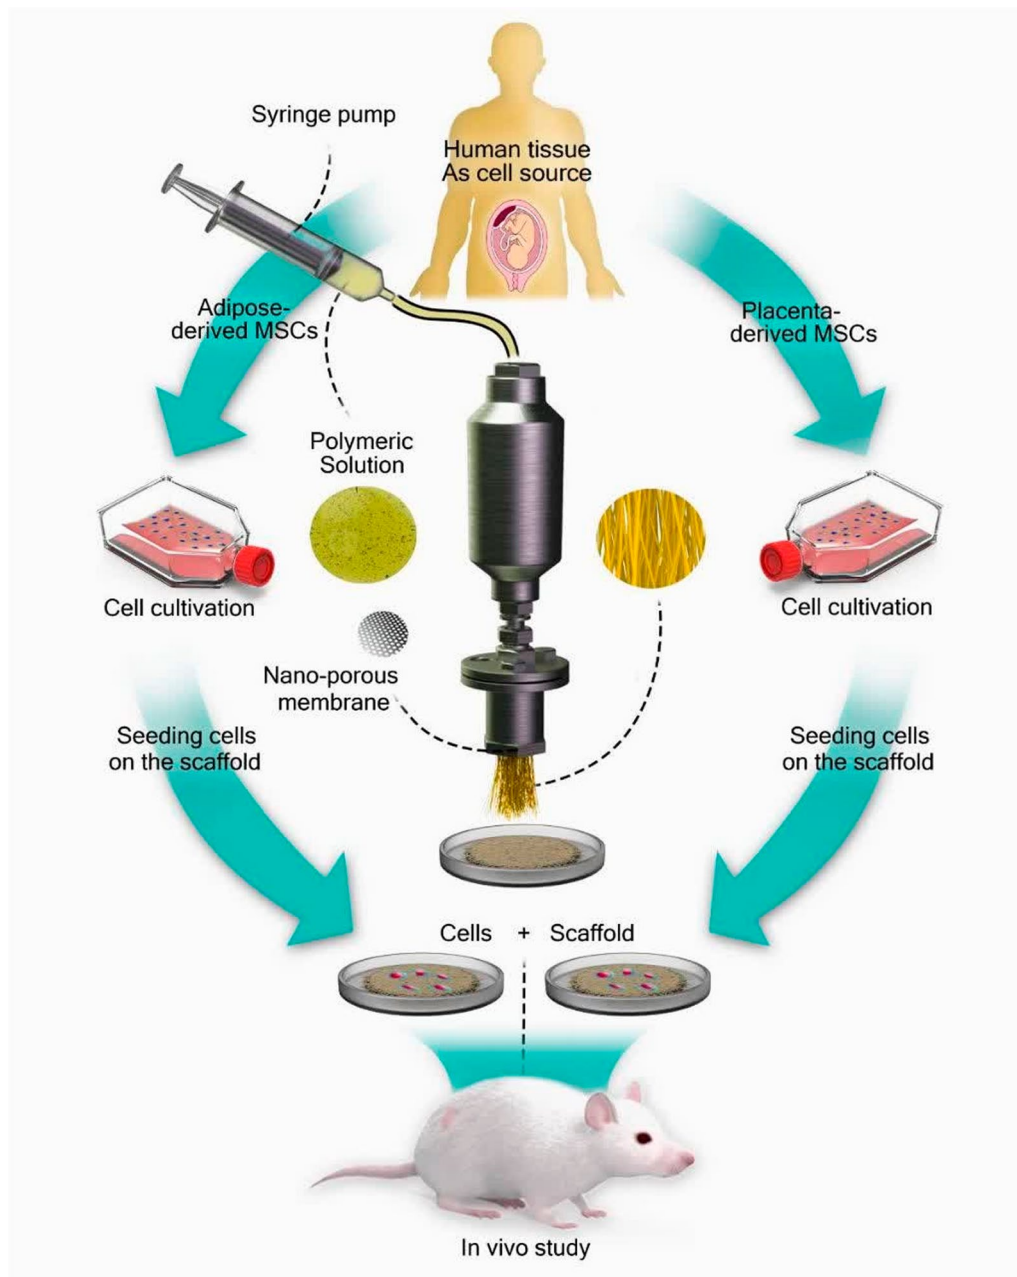 Syringe pump
Human tissue
As cell source
Adipose-
derived MSCs
Placenta-
derived MSCs
Polymeric
Solution
Cell cultivation
Cell cultivation
Nano-porous
membrane
Seeding cells
on the scaffold
Seeding cells
on the scaffold
Cells + Scaffold
In vivo study